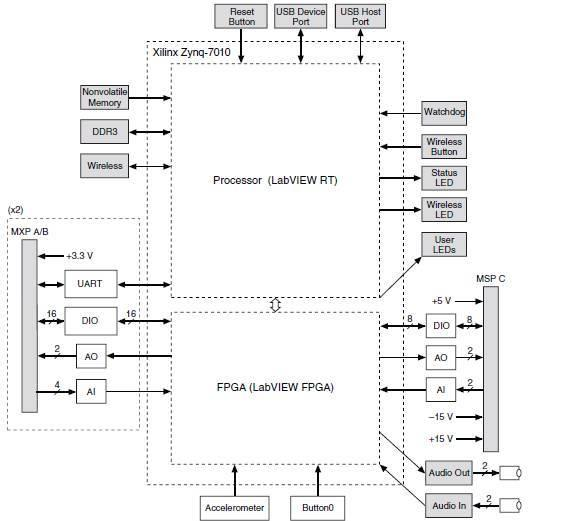 Reset
Button
USB Device
Port
USB Host
Port
Xilinx Zynq-7010
Nonvolatile
Memory
DDR3
Wireless
Processor (LabVIEW RT)
Watchdog
Wireless
Button
Status
LED
Wireless
LED
User
LEDs
(x2)
MXP A/B
+3.3 V
UART
16
DIO
16
2
AO
4
AI
FPGA (LabVIEW FPGA)
MSP C
+5 V
8
DIO
8
AO
2
AI
2
–15 V
+15 V
Audio Out
2
Audio In
2
Accelerometer
Button0